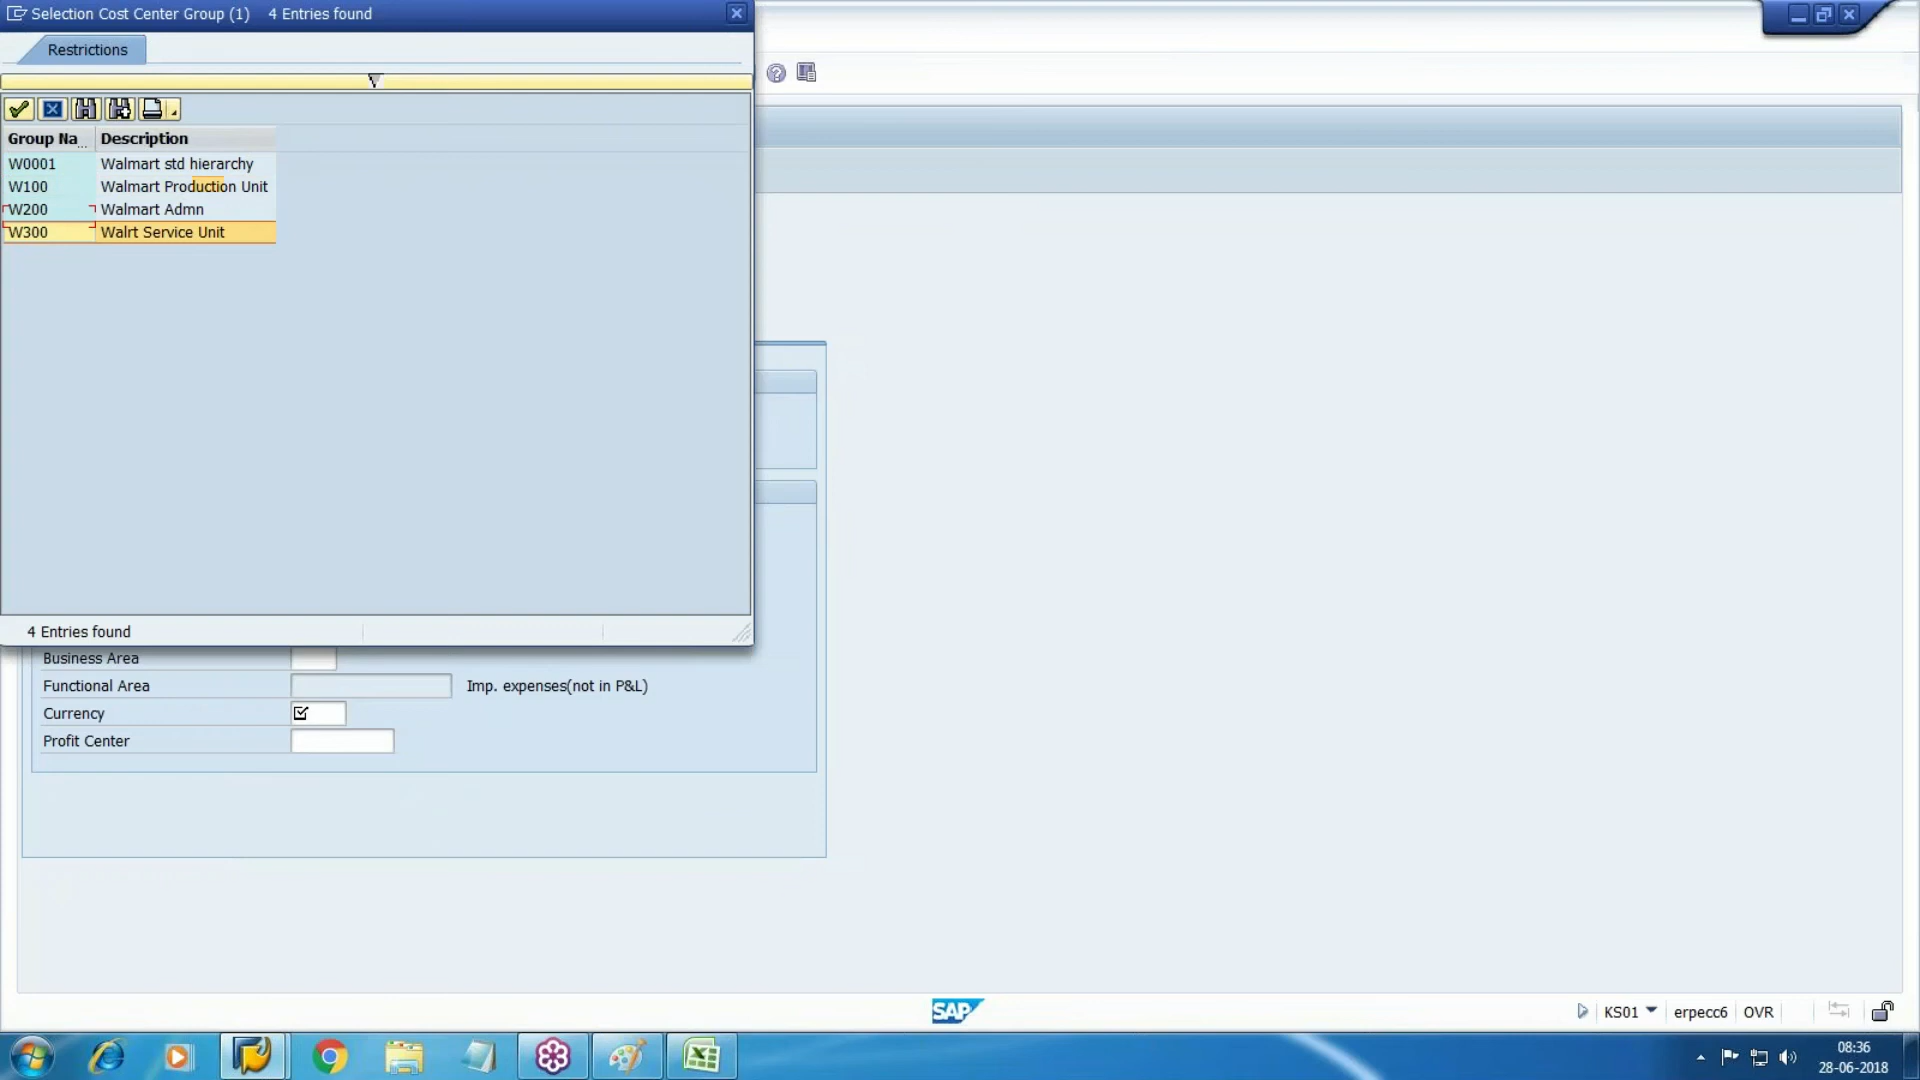 Selection Cost Center Group (1) 4 Entries found
Restrictions
Group Na... Description
W0001 Walmart std hierarchy
W100 Walmart Production Unit
W200 Walmart Admn
W300 Walrt Service Unit
4 Entries found
Business Area
Functional Area Imp. expenses(not in P&L)
Currency
Profit Center
SAP
KS01 erpecc6 OVR
08:36
28-06-2018